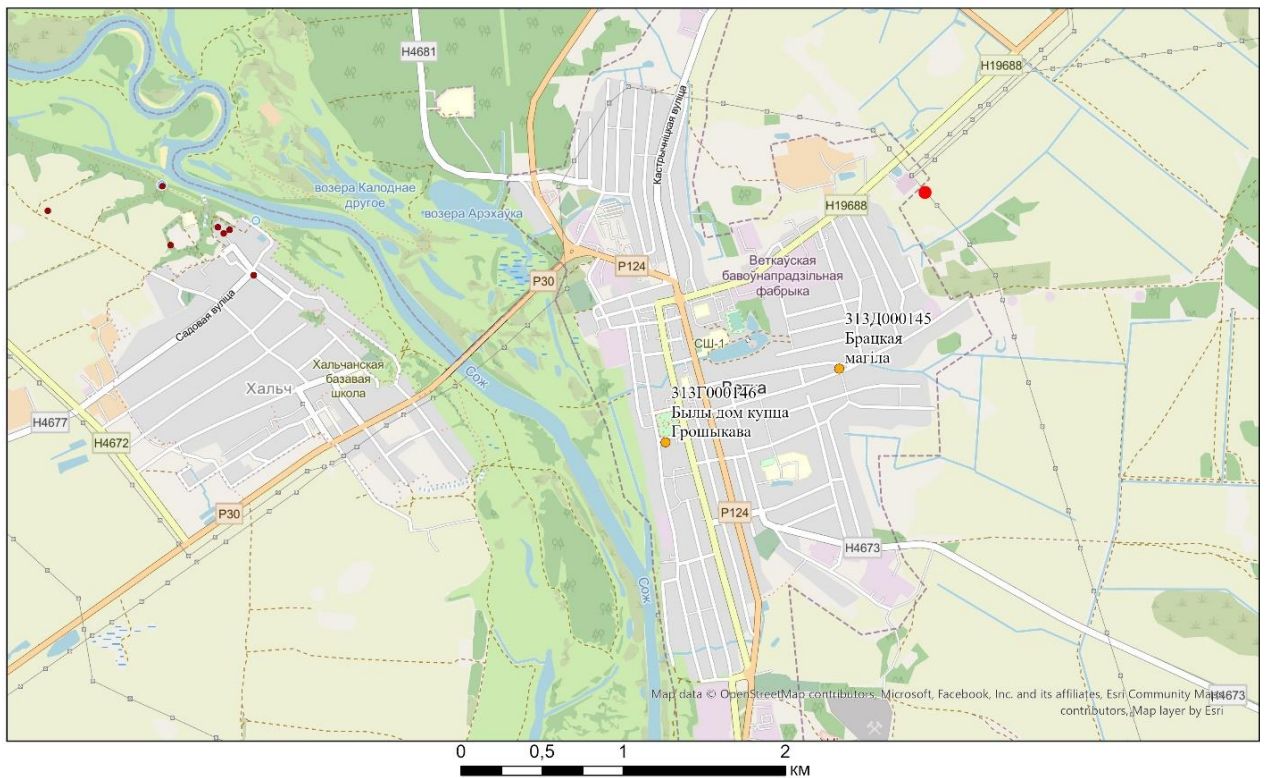 Н4681
Н19688
Кастрычніцкая вуліца
возера Калоднае
другое
возера Арэхаўка
Н19688
Р124
Р30
Веткаўская
бавоўнапрадзільная
фабрыка
Садовая вуліца
313Д000145
Брацкая
магіла
СШ-1
Хальчанская
базавая
школа
Хальч
Сож
Ветка
313Г000146
Былы дом купца
Грошыкава
Н4677
Н4672
Р30
Р124
Н4673
Сож
Map data © OpenStreetMap contributors, Microsoft, Facebook, Inc. and its affiliates, Esri Community Maps
contributors, Map layer by Esri
Н4673
0 0,5 1 2
км